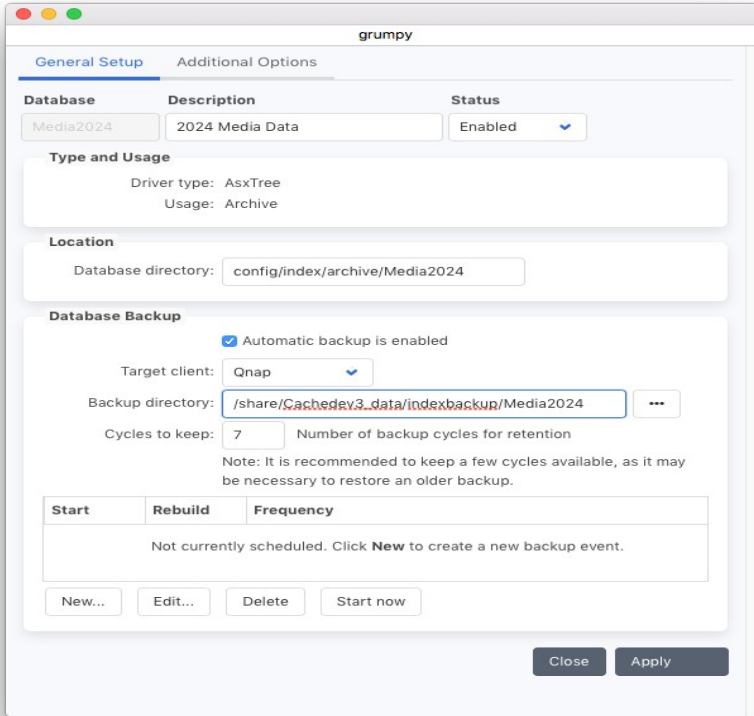 grumpy
General Setup Additional Options
Database Description Status
Media2024 2024 Media Data Enabled
Type and Usage
Driver type: AsxTree
Usage: Archive
Location
Database directory: config/index/archive/Media2024
Database Backup
Automatic backup is enabled
Target client: Qnap
Backup directory: /share/Cachedev3_data/indexbackup/Media2024 •••
Cycles to keep: 7 Number of backup cycles for retention
Note: It is recommended to keep a few cycles available, as it may
be necessary to restore an older backup.
Start Rebuild Frequency
Not currently scheduled. Click New to create a new backup event.
New... Edit... Delete Start now
Close Apply